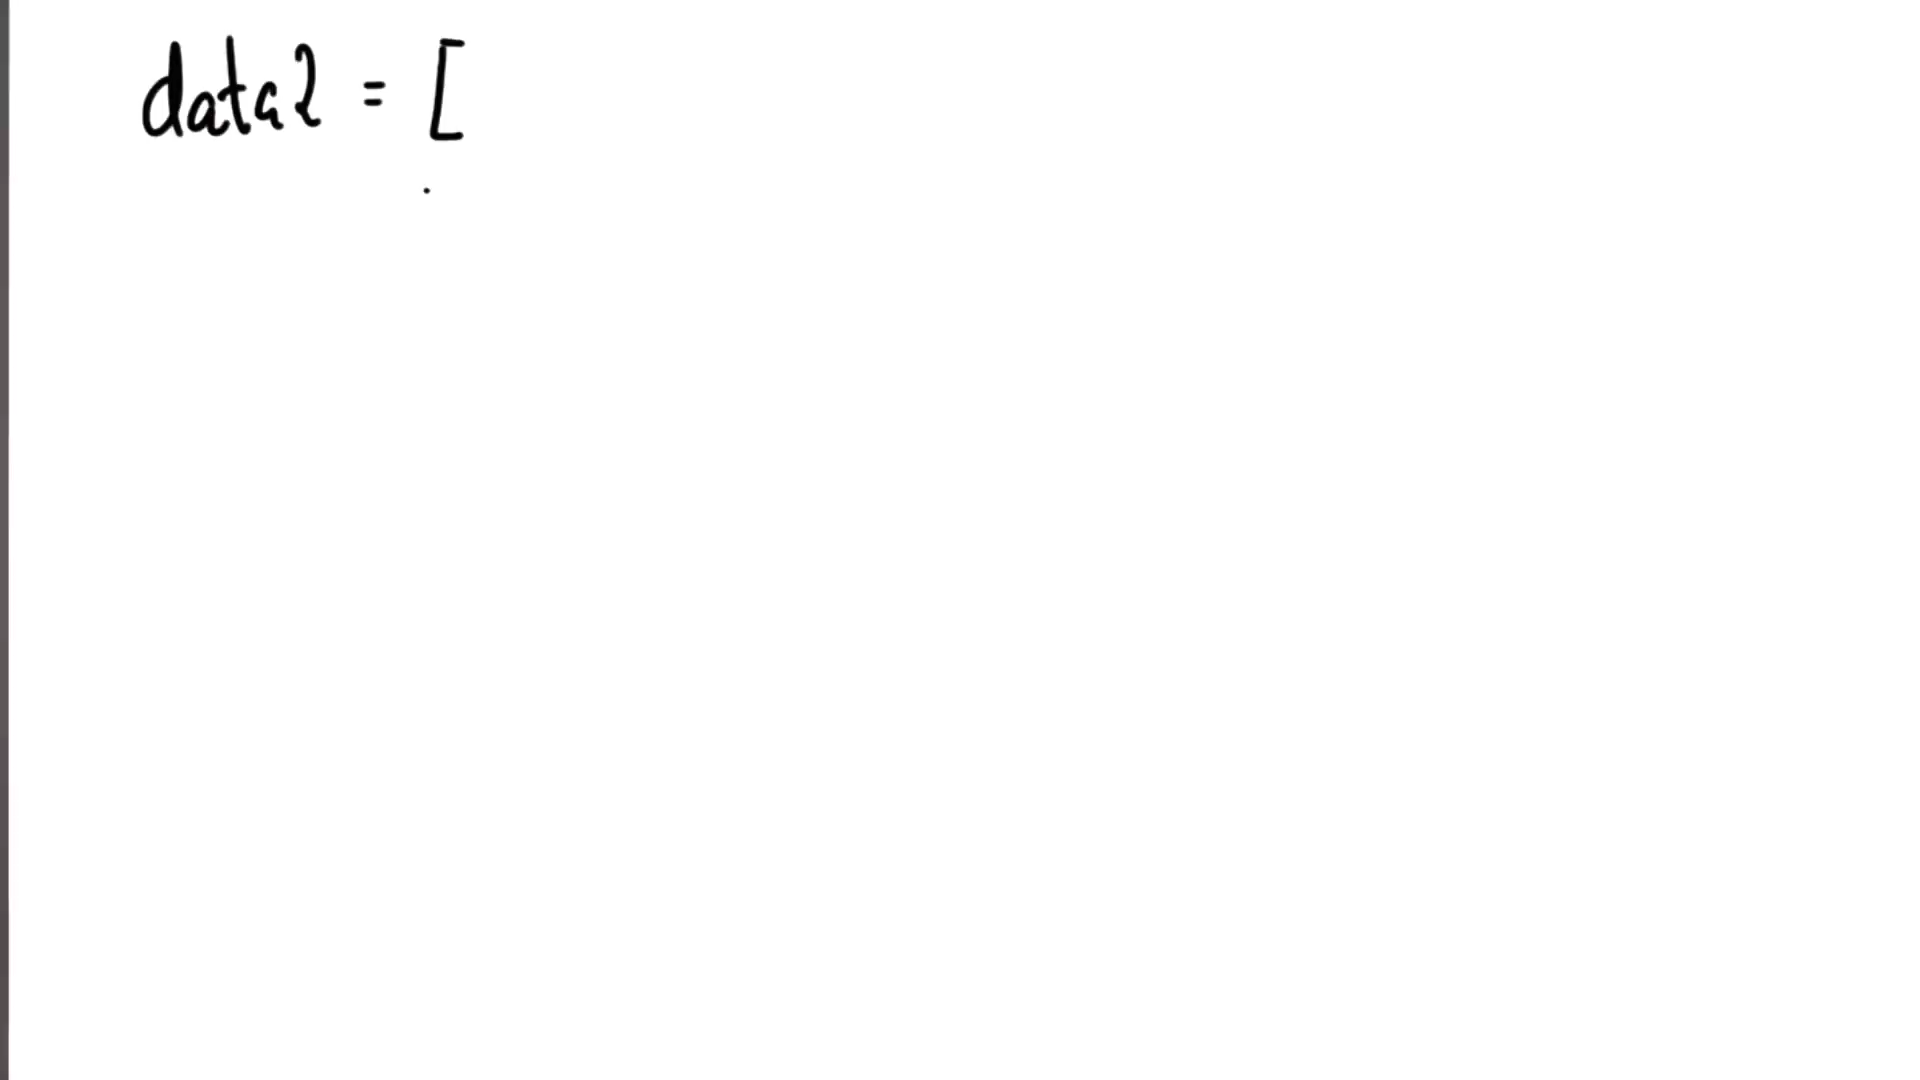 data2 = [